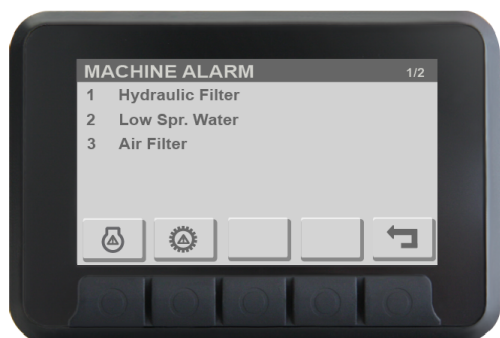 MACHINE ALARM 1/2
1 Hydraulic Filter
2 Low Spr. Water
3 Air Filter